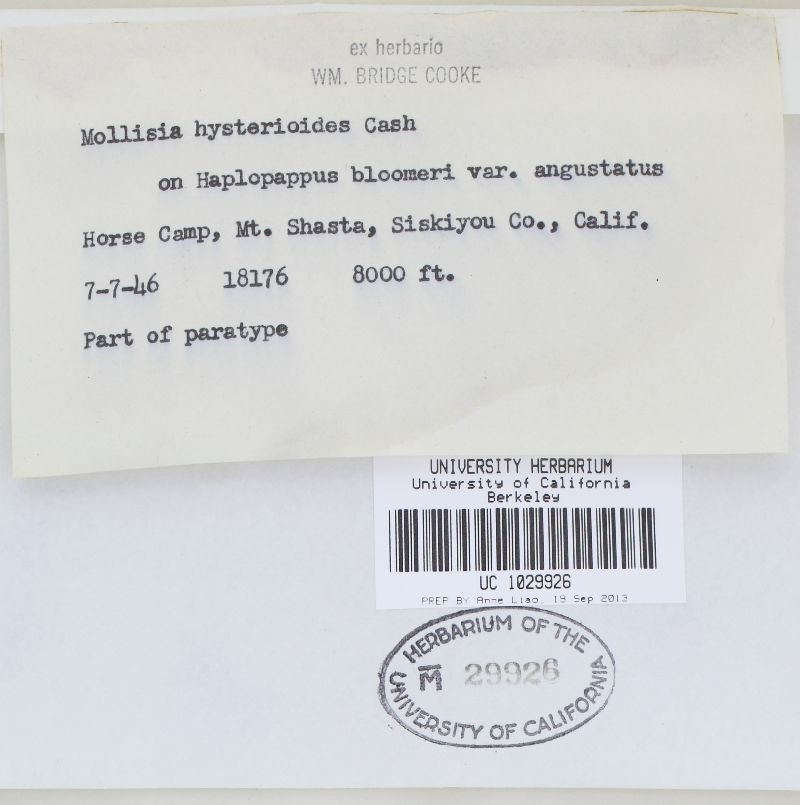 ex herbario
WM. BRIDGE COOKE
Mollisia hysterioides Cash
on Haplopappus bloomeri var. angustatus
Horse Camp, Mt. Shasta, Siskiyou Co., Calif.
7-7-46 18176 8000 ft.
Part of paratype
UNIVERSITY HERBARIUM
University of California
Berkeley
UC 1029926
PREP BY Anne Liao, 19 Sep 2013
HERBARIUM OF THE
M 29926
UNIVERSITY OF CALIFORNIA